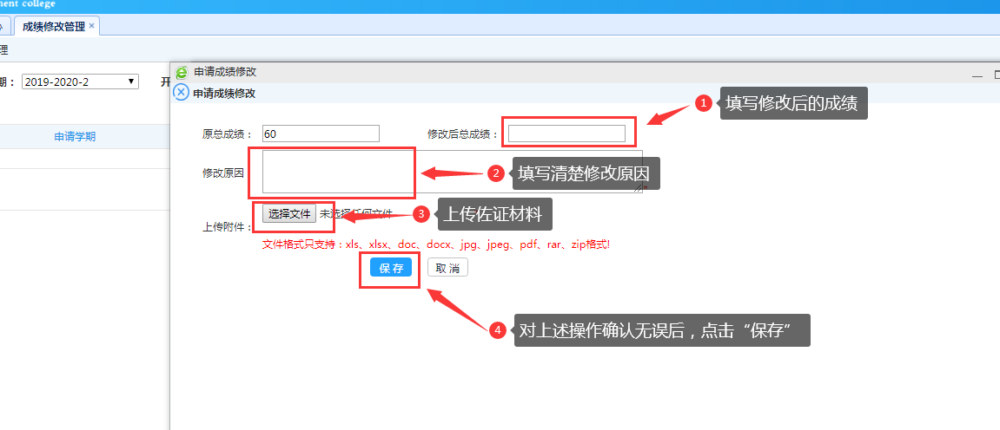 ment college
成绩修改管理 ×
理
期： 2019-2020-2 开
申请学期
申请成绩修改
申请成绩修改
原总成绩： 60 修改后总成绩：
1 填写修改后的成绩
修改原因
2 填写清楚修改原因
*
上传附件： 选择文件 未选择任何文件
3 上传佐证材料
文件格式只支持：xls、xlsx、doc、docx、jpg、jpeg、pdf、rar、zip格式!
保 存 取 消
4 对上述操作确认无误后，点击“保存”